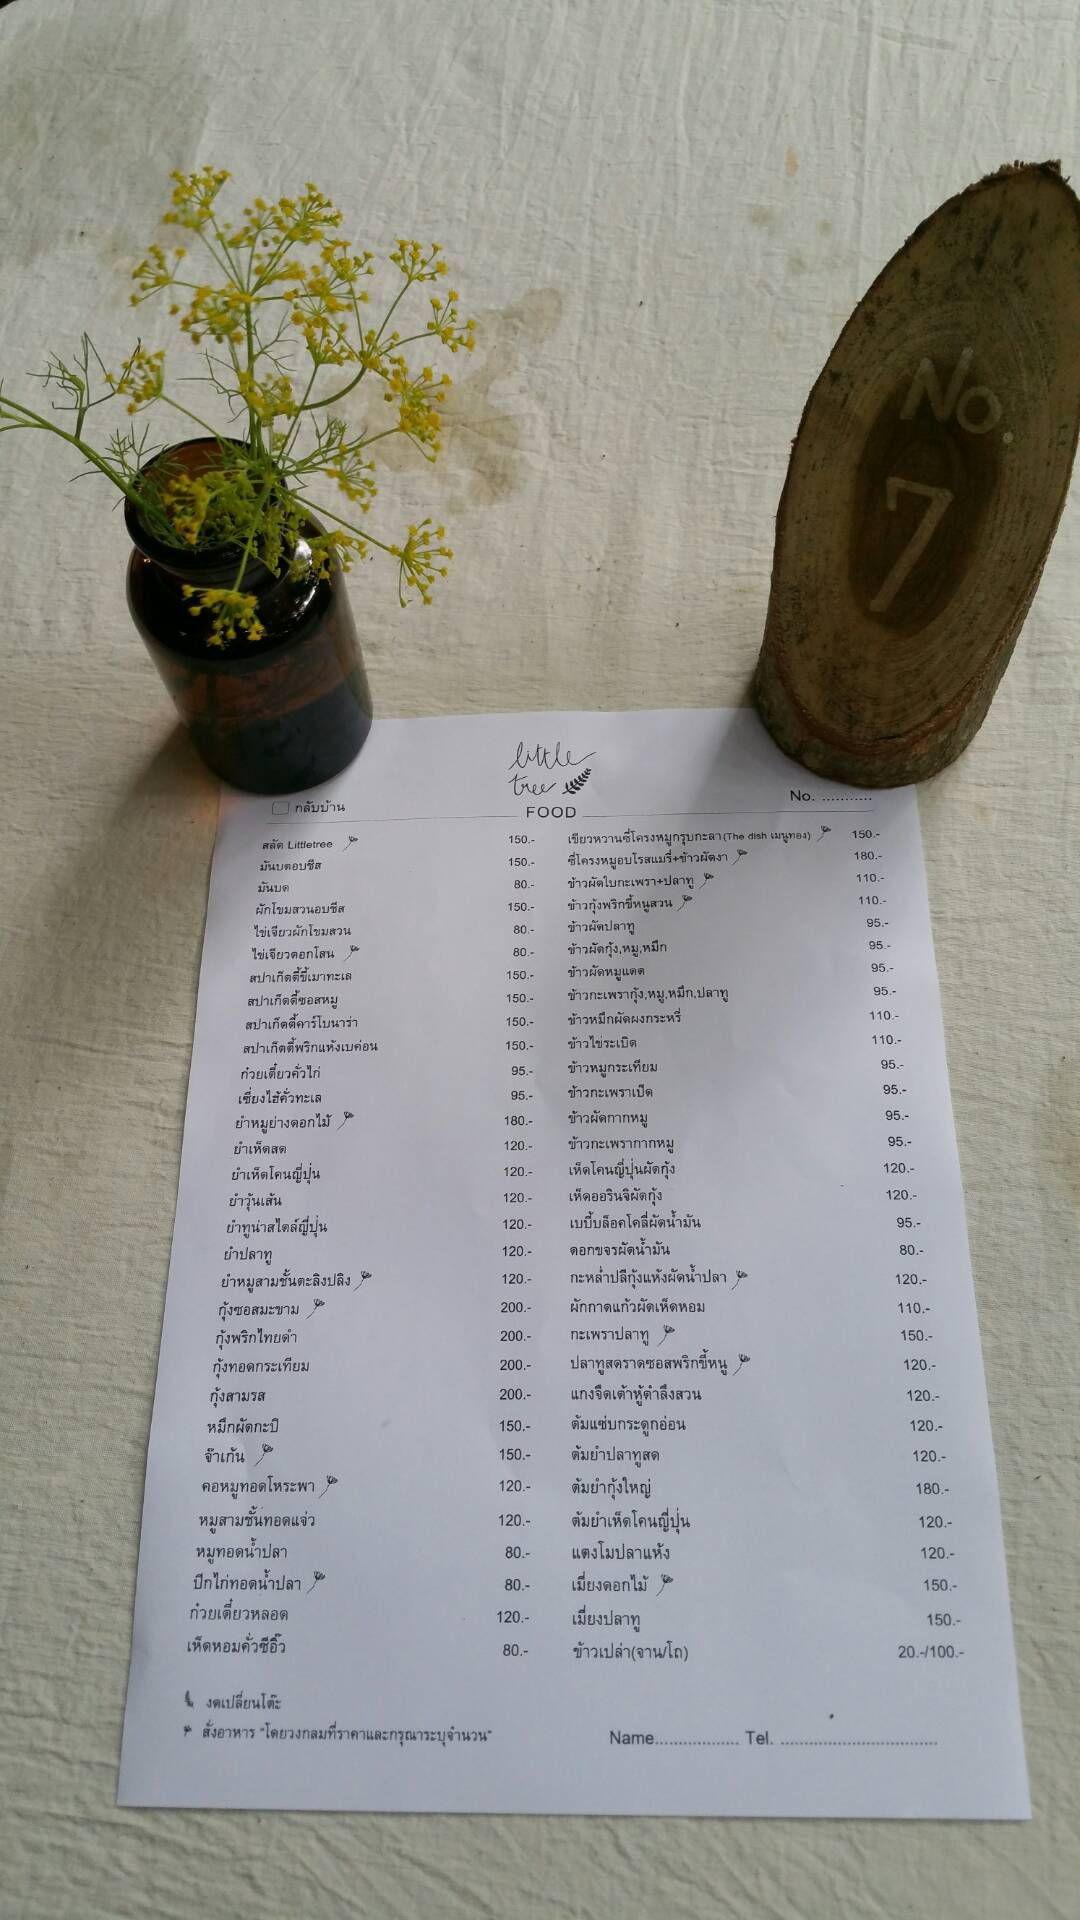 No.
7
little
tree
กลับบ้าน
No. ...........
FOOD
สลัด Littletree 150.-
มันบดอบชีส 150.-
มันบด 80.-
ผักโขมสวนอบชีส 150.-
ไข่เจียวผักโขมสวน 80.-
ไข่เจียวดอกโสน 80.-
สปาเก็ตตี้ขี้เมาทะเล 150.-
สปาเก็ตตี้ซอสหมู 150.-
สปาเก็ตตี้คาร์โบนาร่า 150.-
สปาเก็ตตี้พริกแห้งเบค่อน 150.-
ก๋วยเตี๋ยวคั่วไก่ 95.-
เซี่ยงไฮ้คั่วทะเล 95.-
ยำหมูย่างดอกไม้ 180.-
ยำเห็ดสด 120.-
ยำเห็ดโคนญี่ปุ่น 120.-
ยำวุ้นเส้น 120.-
ยำทูน่าสไตล์ญี่ปุ่น 120.-
ยำปลาทู 120.-
ยำหมูสามชั้นตะลิงปลิง 120.-
กุ้งซอสมะขาม 200.-
กุ้งพริกไทยดำ 200.-
กุ้งทอดกระเทียม 200.-
กุ้งสามรส 200.-
หมึกผัดกะปิ 150.-
จ๊าเก้น 150.-
คอหมูทอดโหระพา 120.-
หมูสามชั้นทอดแจ่ว 120.-
หมูทอดน้ำปลา 80.-
ปีกไก่ทอดน้ำปลา 80.-
ก๋วยเตี๋ยวหลอด 120.-
เห็ดหอมคั่วซีอิ๊ว 80.-
เขียวหวานซี่โครงหมูกรุบกะลา (The dish เมนูทอง) 150.-
ซี่โครงหมูอบโรสแมรี่+ข้าวผัดงา 180.-
ข้าวผัดใบกะเพรา+ปลาทู 110.-
ข้าวกุ้งพริกขี้หนูสวน 110.-
ข้าวผัดปลาทู 95.-
ข้าวผัดกุ้ง,หมู,หมึก 95.-
ข้าวผัดหมูแดด 95.-
ข้าวกะเพรากุ้ง,หมู,หมึก,ปลาทู 95.-
ข้าวหมึกผัดผงกระหรี่ 110.-
ข้าวไข่ระเบิด 110.-
ข้าวหมูกระเทียม 95.-
ข้าวกะเพราเป็ด 95.-
ข้าวผัดกากหมู 95.-
ข้าวกะเพรากากหมู 95.-
เห็ดโคนญี่ปุ่นผัดกุ้ง 120.-
เห็ดออรินจิผัดกุ้ง 120.-
เบบี้บล็อคโคลี่ผัดน้ำมัน 95.-
ดอกขจรผัดน้ำมัน 80.-
กะหล่ำปลีกุ้งแห้งผัดน้ำปลา 120.-
ผักกาดแก้วผัดเห็ดหอม 110.-
กะเพราปลาทู 150.-
ปลาทูสดราดซอสพริกขี้หนู 120.-
แกงจืดเต้าหู้ตำลึงสวน 120.-
ต้มแซ่บกระดูกอ่อน 120.-
ต้มยำปลาทูสด 120.-
ต้มยำกุ้งใหญ่ 180.-
ต้มยำเห็ดโคนญี่ปุ่น 120.-
แตงโมปลาแห้ง 120.-
เมี่ยงดอกไม้ 150.-
เมี่ยงปลาทู 150.-
ข้าวเปล่า(จาน/โถ) 20.-/100.-
งดเปลี่ยนโต๊ะ
สั่งอาหาร "โดยวงกลมที่ราคาและกรุณาระบุจำนวน"
Name.................. Tel. .................................